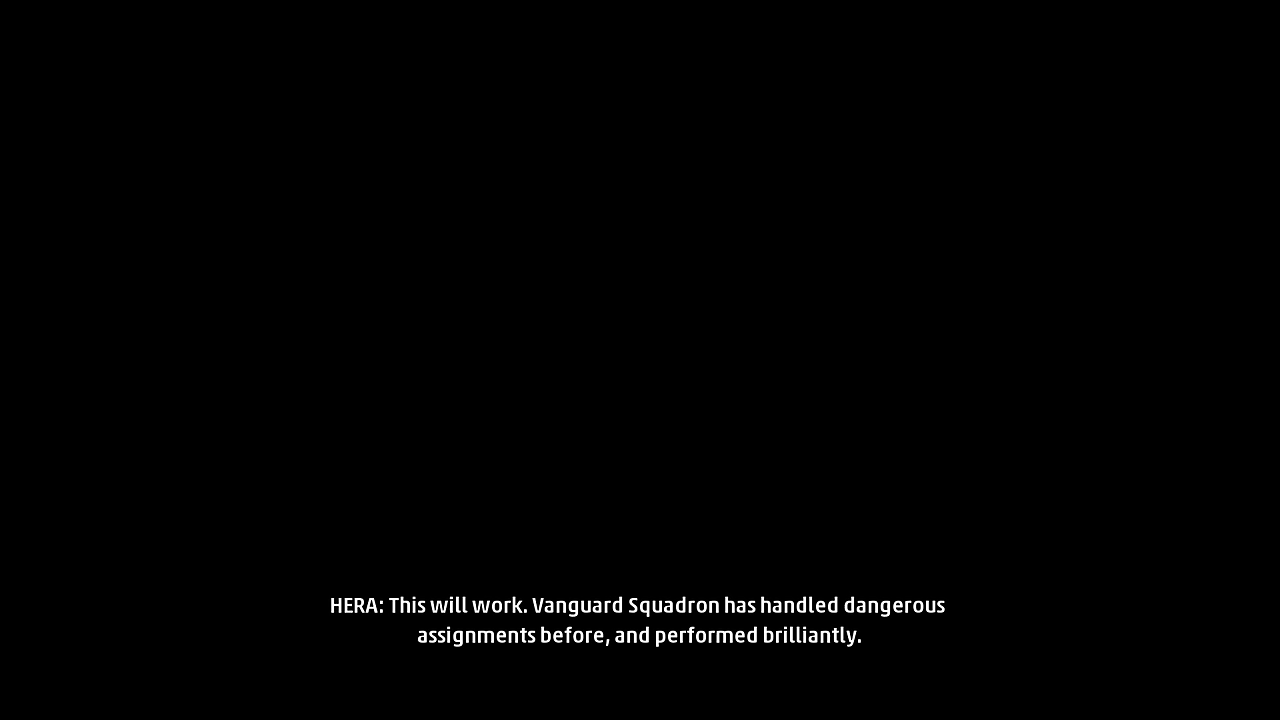 HERA: This will work. Vanguard Squadron has handled dangerous
assignments before, and performed brilliantly.